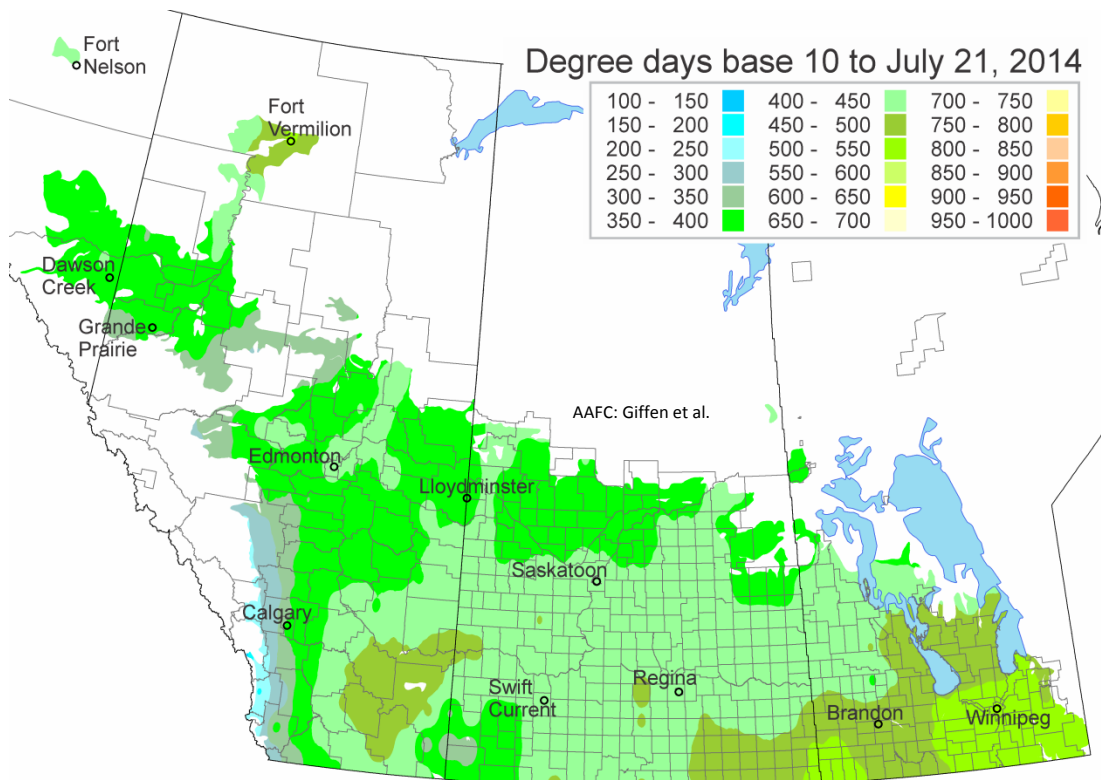 Degree days base 10 to July 21, 2014
100 - 150 400 - 450 700 - 750
150 - 200 450 - 500 750 - 800
200 - 250 500 - 550 800 - 850
250 - 300 550 - 600 850 - 900
300 - 350 600 - 650 900 - 950
350 - 400 650 - 700 950 - 1000
Fort
Nelson
Fort
Vermilion
Dawson
Creek
Grande
Prairie
AAFC: Giffen et al.
Edmonton
Lloydminster
Saskatoon
Calgary
Regina
Swift
Current
Brandon
Winnipeg